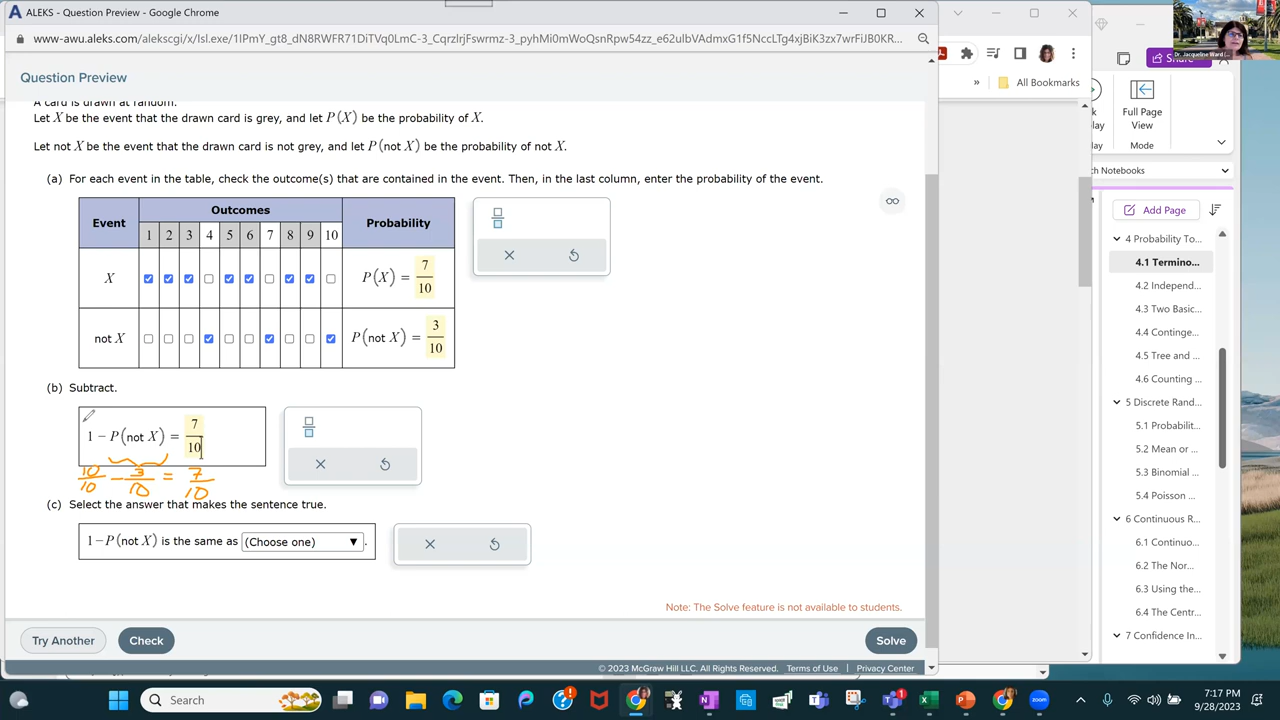 ALEKS - Question Preview - Google Chrome
www-awu.aleks.com
Question Preview
A card is drawn at random.
Let X be the event that the drawn card is grey, and let P(X) be the probability of X.
Let not X be the event that the drawn card is not grey, and let P(not X) be the probability of not X.
(a) For each event in the table, check the outcome(s) that are contained in the event. Then, in the last column, enter the probability of the event.
Event Outcomes Probability
1 2 3 4 5 6 7 8 9 10
X P(X) = 7/10
not X P(not X) = 3/10
(b) Subtract.
1 − P(not X) = 7/10
10/10 − 3/10 = 7/10
(c) Select the answer that makes the sentence true.
1−P(not X) is the same as (Choose one) ▼ .
Note: The Solve feature is not available to students.
Try Another Check Solve
© 2023 McGraw Hill LLC. All Rights Reserved. Terms of Use | Privacy Center
All Bookmarks
Dr. Jacqueline Ward
Share
Full Page
View
Mode
Add Page
4 Probability To...
4.1 Termino...
4.2 Independ...
4.3 Two Basic...
4.4 Continge...
4.5 Tree and ...
4.6 Counting ...
5 Discrete Rand...
5.1 Probabilit...
5.2 Mean or ...
5.3 Binomial ...
5.4 Poisson ...
6 Continuous R...
6.1 Continuo...
6.2 The Nor...
6.3 Using the...
6.4 The Centr...
7 Confidence In...
Search
7:17 PM
9/28/2023